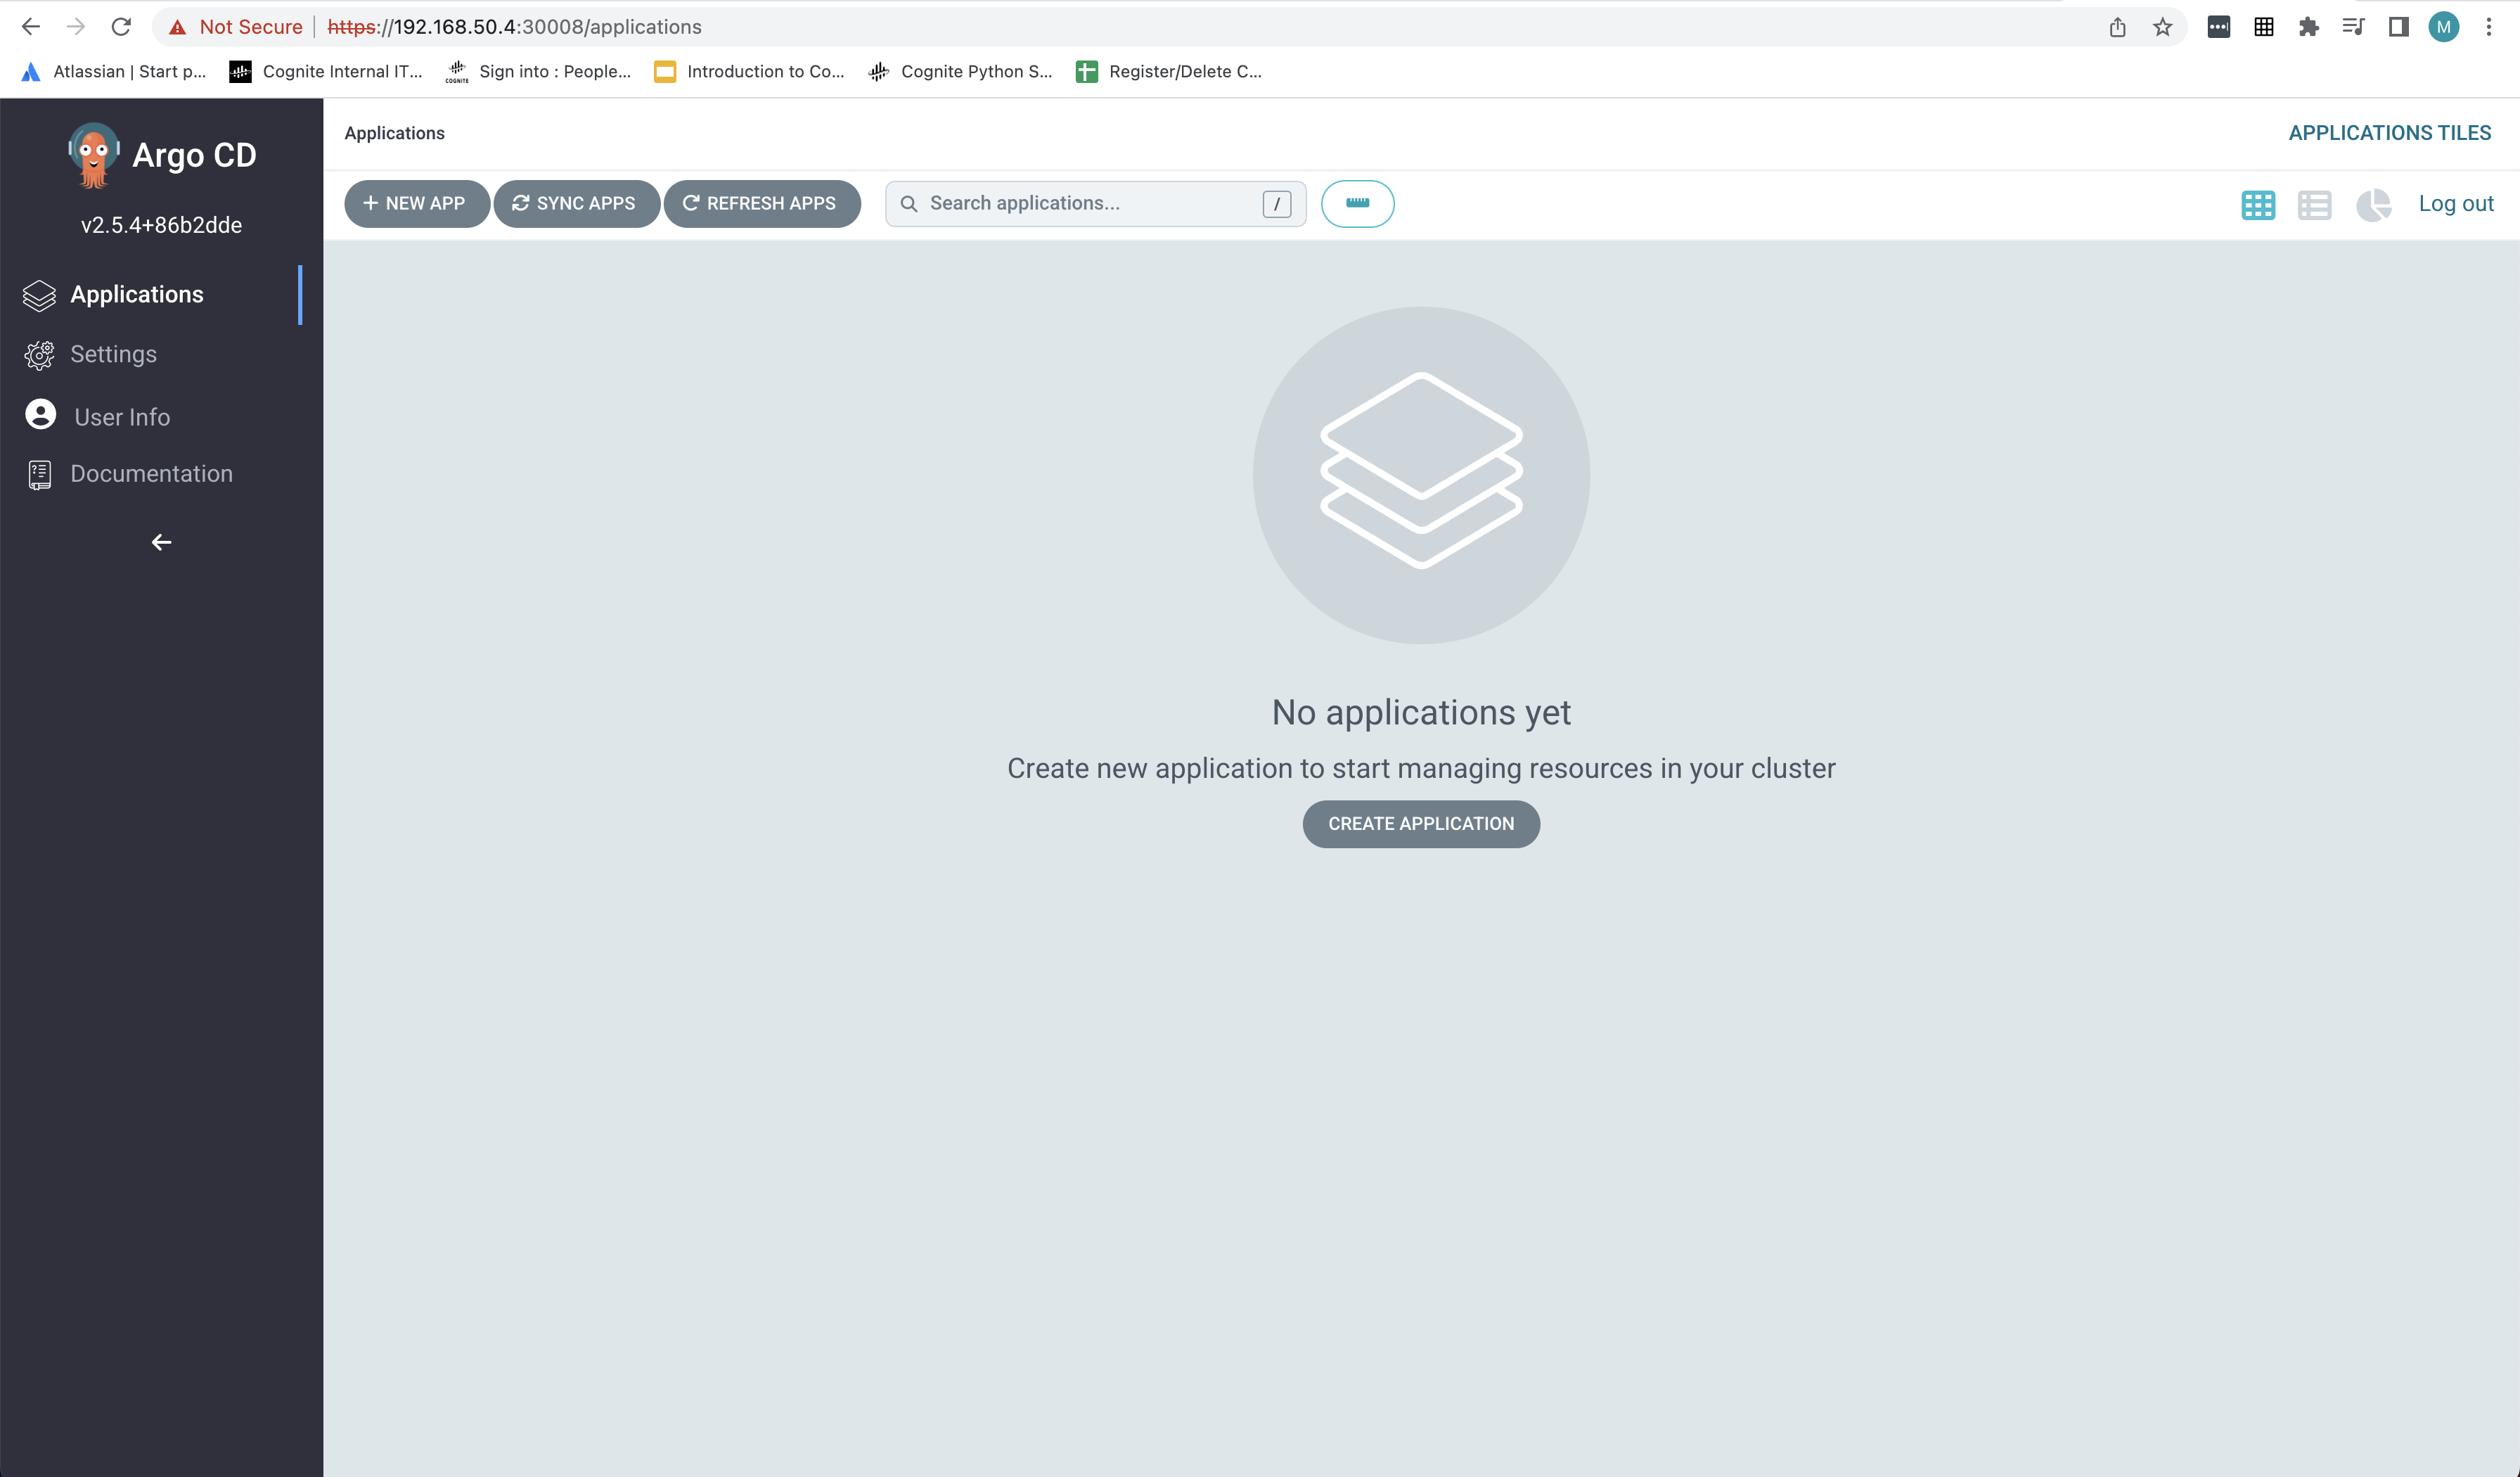 Not Secure | https://192.168.50.4:30008/applications
M
Atlassian | Start p... Cognite Internal IT... COGNITE Sign into : People... Introduction to Co... Cognite Python S... Register/Delete C...
Argo CD
v2.5.4+86b2dde
Applications
Settings
User Info
Documentation
Applications
APPLICATIONS TILES
+ NEW APP SYNC APPS REFRESH APPS Search applications... / Log out
No applications yet
Create new application to start managing resources in your cluster
CREATE APPLICATION